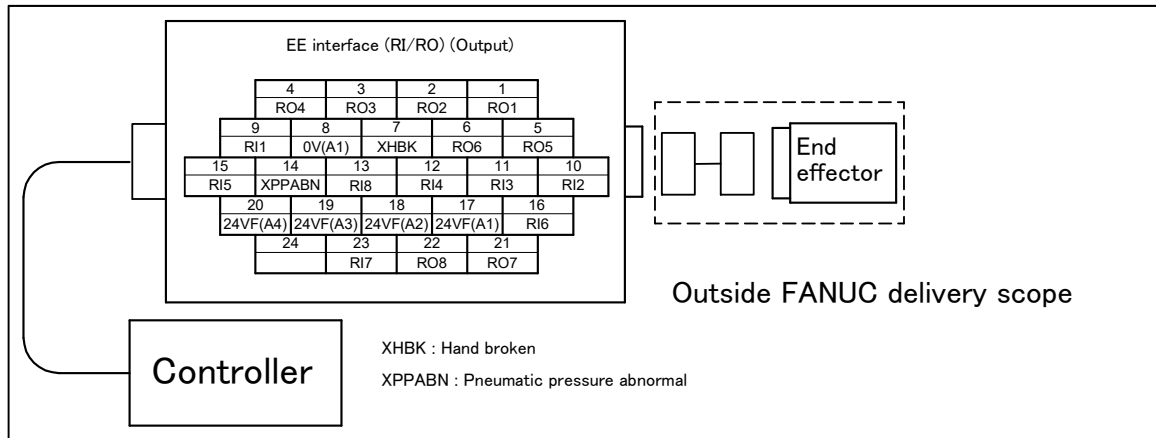 EE interface (RI/RO) (Output)
4 3 2 1
RO4 RO3 RO2 RO1
9 8 7 6 5
RI1 0V(A1) XHBK RO6 RO5
15 14 13 12 11 10
RI5 XPPABN RI8 RI4 RI3 RI2
20 19 18 17 16
24VF(A4) 24VF(A3) 24VF(A2) 24VF(A1) RI6
24 23 22 21
RI7 RO8 RO7
End
effector
Outside FANUC delivery scope
Controller
XHBK : Hand broken
XPPABN : Pneumatic pressure abnormal